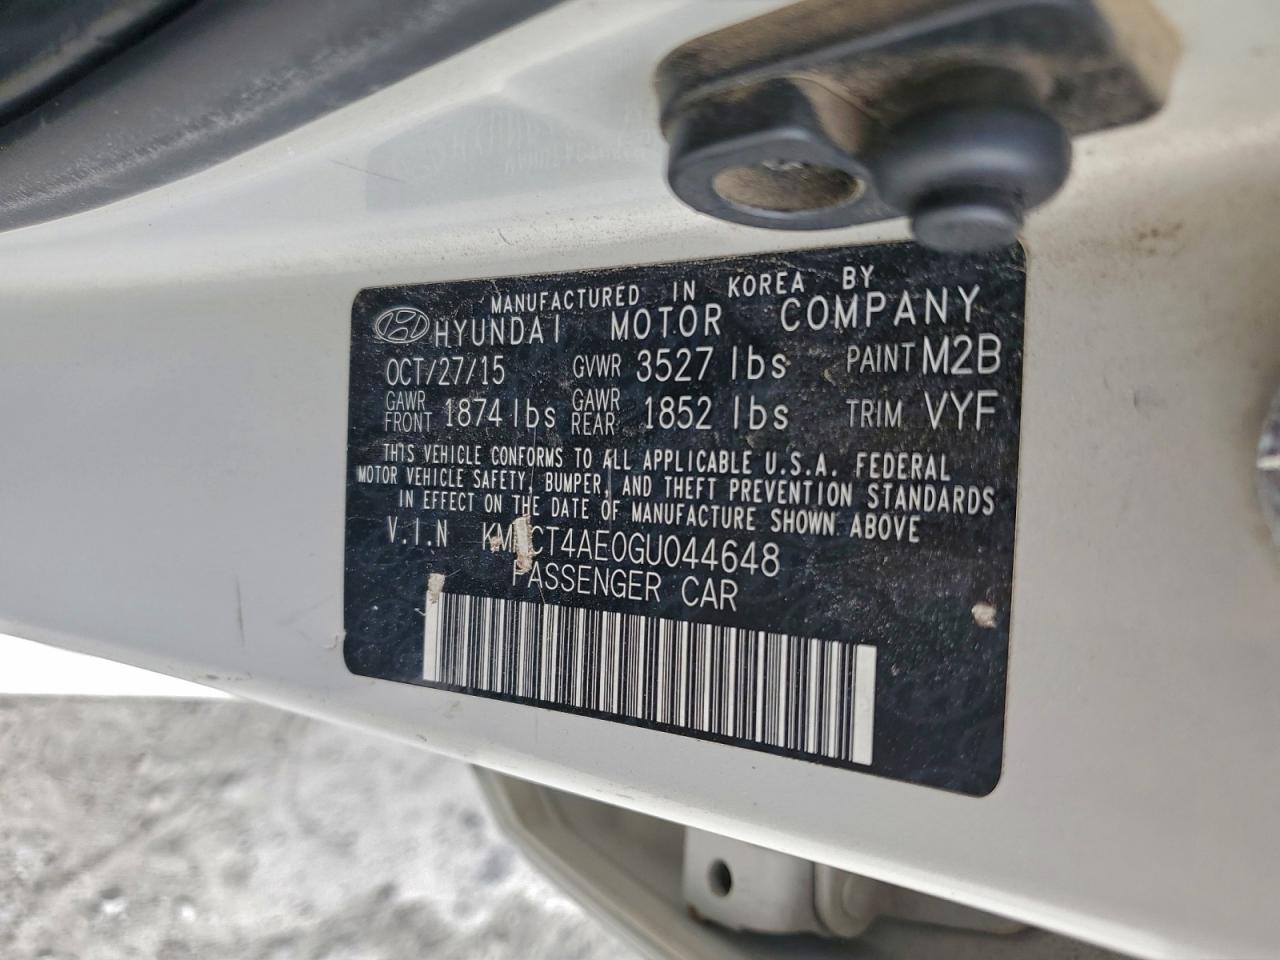 MANUFACTURED IN KOREA BY
HYUNDAI MOTOR COMPANY
OCT/27/15 GVWR 3527 lbs PAINT M2B
GAWR FRONT 1874 lbs GAWR REAR 1852 lbs TRIM VYF
THIS VEHICLE CONFORMS TO ALL APPLICABLE U.S.A. FEDERAL
MOTOR VEHICLE SAFETY, BUMPER, AND THEFT PREVENTION STANDARDS
IN EFFECT ON THE DATE OF MANUFACTURE SHOWN ABOVE
V.I.N
PASSENGER CAR